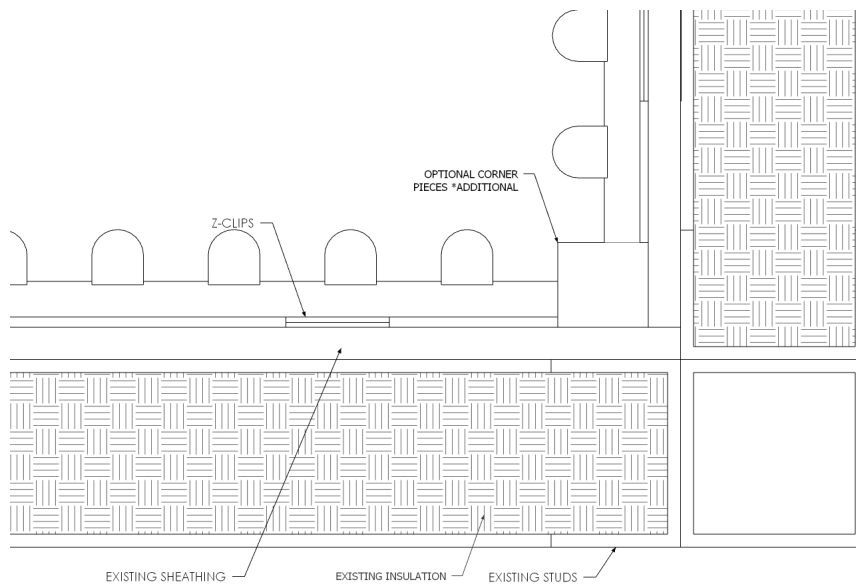 OPTIONAL CORNER
PIECES *ADDITIONAL
Z-CLIPS
EXISTING SHEATHING
EXISTING INSULATION
EXISTING STUDS